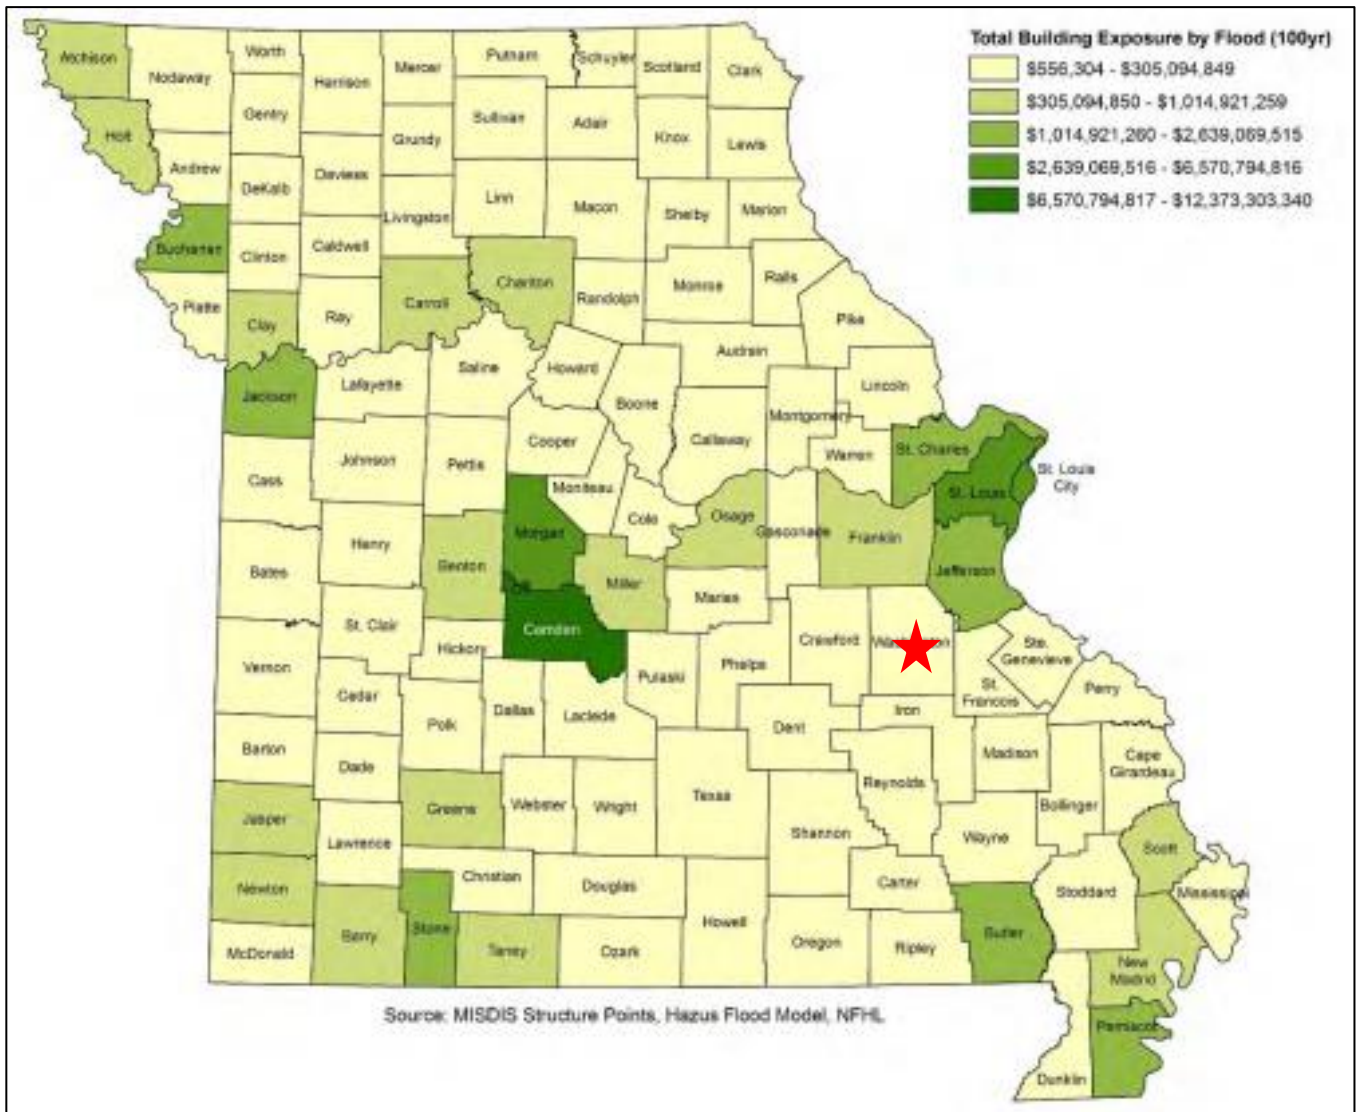 Total Building Exposure by Flood (100yr)
$556,304 - $305,094,849
$305,094,850 - $1,014,921,259
$1,014,921,260 - $2,639,069,515
$2,639,069,516 - $6,570,794,816
$6,570,794,817 - $12,373,303,340
Atchison
Nodaway
Worth
Harrison
Mercer
Putnam
Schuyler
Scotland
Clark
Holt
Gentry
Grundy
Sullivan
Adair
Knox
Lewis
Andrew
DeKalb
Daviess
Livingston
Linn
Macon
Shelby
Marion
Buchanan
Clinton
Caldwell
Carroll
Chariton
Randolph
Monroe
Ralls
Pike
Platte
Clay
Ray
Saline
Howard
Audrain
Lincoln
Jackson
Lafayette
Boone
Callaway
Montgomery
Warren
St. Charles
St. Louis
St. Louis
City
Cass
Johnson
Pettis
Cooper
Moniteau
Cole
Osage
Gasconade
Franklin
Jefferson
Bates
Henry
Benton
Morgan
Miller
Maries
Camden
St. Clair
Hickory
Pulaski
Phelps
Crawford
Washington
Ste.
Genevieve
St.
Francois
Perry
Vernon
Cedar
Polk
Dallas
Laclede
Dent
Iron
Madison
Cape
Girardeau
Barton
Dade
Greene
Webster
Wright
Texas
Reynolds
Bollinger
Jasper
Lawrence
Shannon
Wayne
Scott
Newton
Christian
Douglas
Howell
Carter
Stoddard
Mississippi
McDonald
Barry
Stone
Taney
Ozark
Oregon
Ripley
Butler
New
Madrid
Pemiscot
Dunklin
Source: MISDIS Structure Points, Hazus Flood Model, NFHL